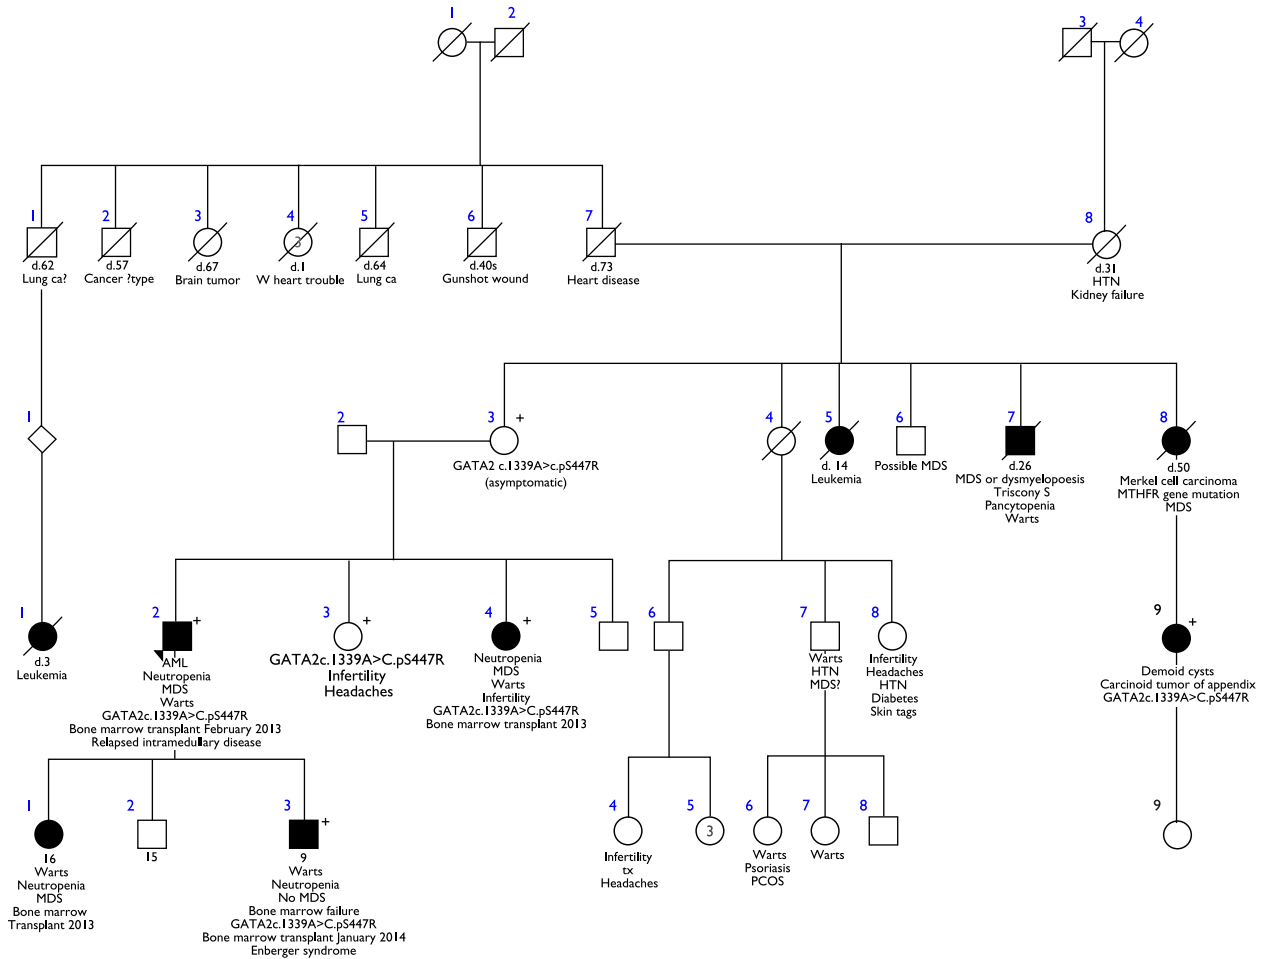 1
2
3
4
1
2
3
4
5
6
7
8
3
d.62
Lung ca?
d.57
Cancer ?type
d.67
Brain tumor
d.1
W heart trouble
d.64
Lung ca
d.40s
Gunshot wound
d.73
Heart disease
d.31
HTN
Kidney failure
1
2
3
+
4
5
6
7
8
GATA2 c.1339A>c.pS447R
(asymptomatic)
d. 14
Leukemia
Possible MDS
d.26
MDS or dysmyelopoesis
Triscony S
Pancytopenia
Warts
d.50
Merkel cell carcinoma
MTHFR gene mutation
MDS
1
2
+
3
+
4
+
5
6
7
8
9
+
d.3
Leukemia
AML
Neutropenia
MDS
Warts
GATA2c.1339A>C.pS447R
Bone marrow transplant February 2013
Relapsed intramedullary disease
GATA2c.1339A>C.pS447R
Infertility
Headaches
Neutropenia
MDS
Warts
Infertility
GATA2c.1339A>C.pS447R
Bone marrow transplant 2013
Warts
HTN
MDS?
Infertility
Headaches
HTN
Diabetes
Skin tags
Demoid cysts
Carcinoid tumor of appendix
GATA2c.1339A>C.pS447R
1
2
3
+
4
5
6
7
8
9
3
16
Warts
Neutropenia
MDS
Bone marrow
Transplant 2013
15
9
Warts
Neutropenia
No MDS
Bone marrow failure
GATA2c.1339A>C.pS447R
Bone marrow transplant January 2014
Enberger syndrome
Infertility
tx
Headaches
Warts
Psoriasis
PCOS
Warts